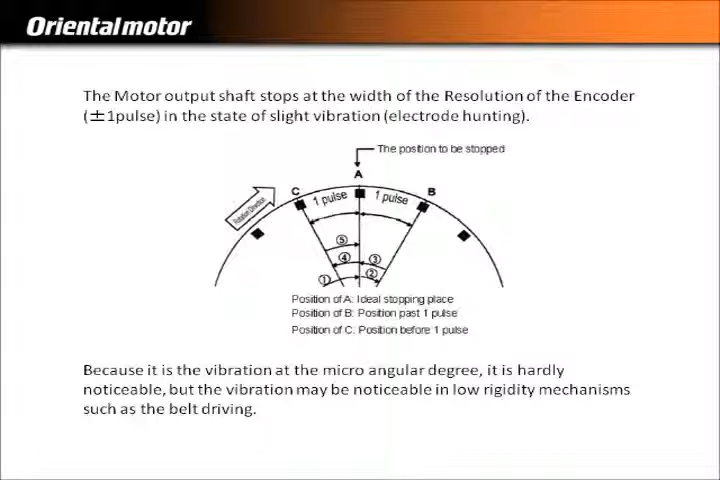 Orientalmotor
The Motor output shaft stops at the width of the Resolution of the Encoder
(±1pulse) in the state of slight vibration (electrode hunting).
The position to be stopped
A
C
B
1 pulse
1 pulse
Rotation Direction
⑤
④
③
①
②
Position of A: Ideal stopping place
Position of B: Position past 1 pulse
Position of C: Position before 1 pulse
Because it is the vibration at the micro angular degree, it is hardly
noticeable, but the vibration may be noticeable in low rigidity mechanisms
such as the belt driving.